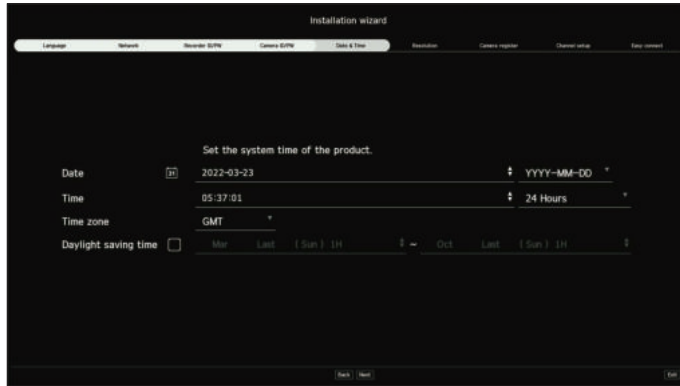 Installation wizard
Language Network Recorder ID/PW Camera ID/PW Date & Time Resolution Camera register Channel setup Easy connect
Set the system time of the product.
Date 31 2022-03-23 YYYY-MM-DD
Time 05:37:01 24 Hours
Time zone GMT
Daylight saving time Mar Last (Sun) 1H ~ Oct Last (Sun) 1H
Back Next Exit